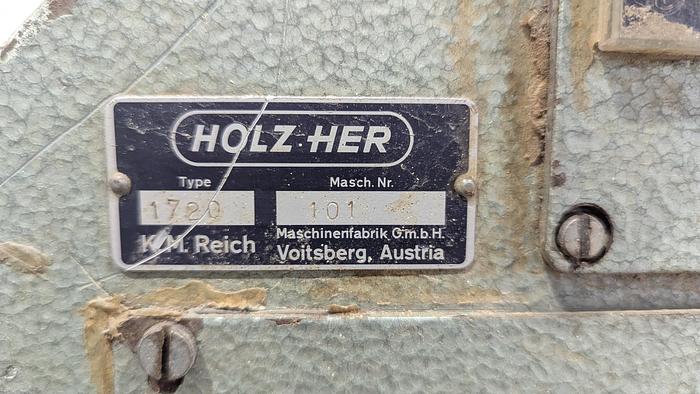 HOLZ·HER
Type Masch. Nr.
1720 101
K.M. Reich Maschinenfabrik G.m.b.H.
Voitsberg, Austria